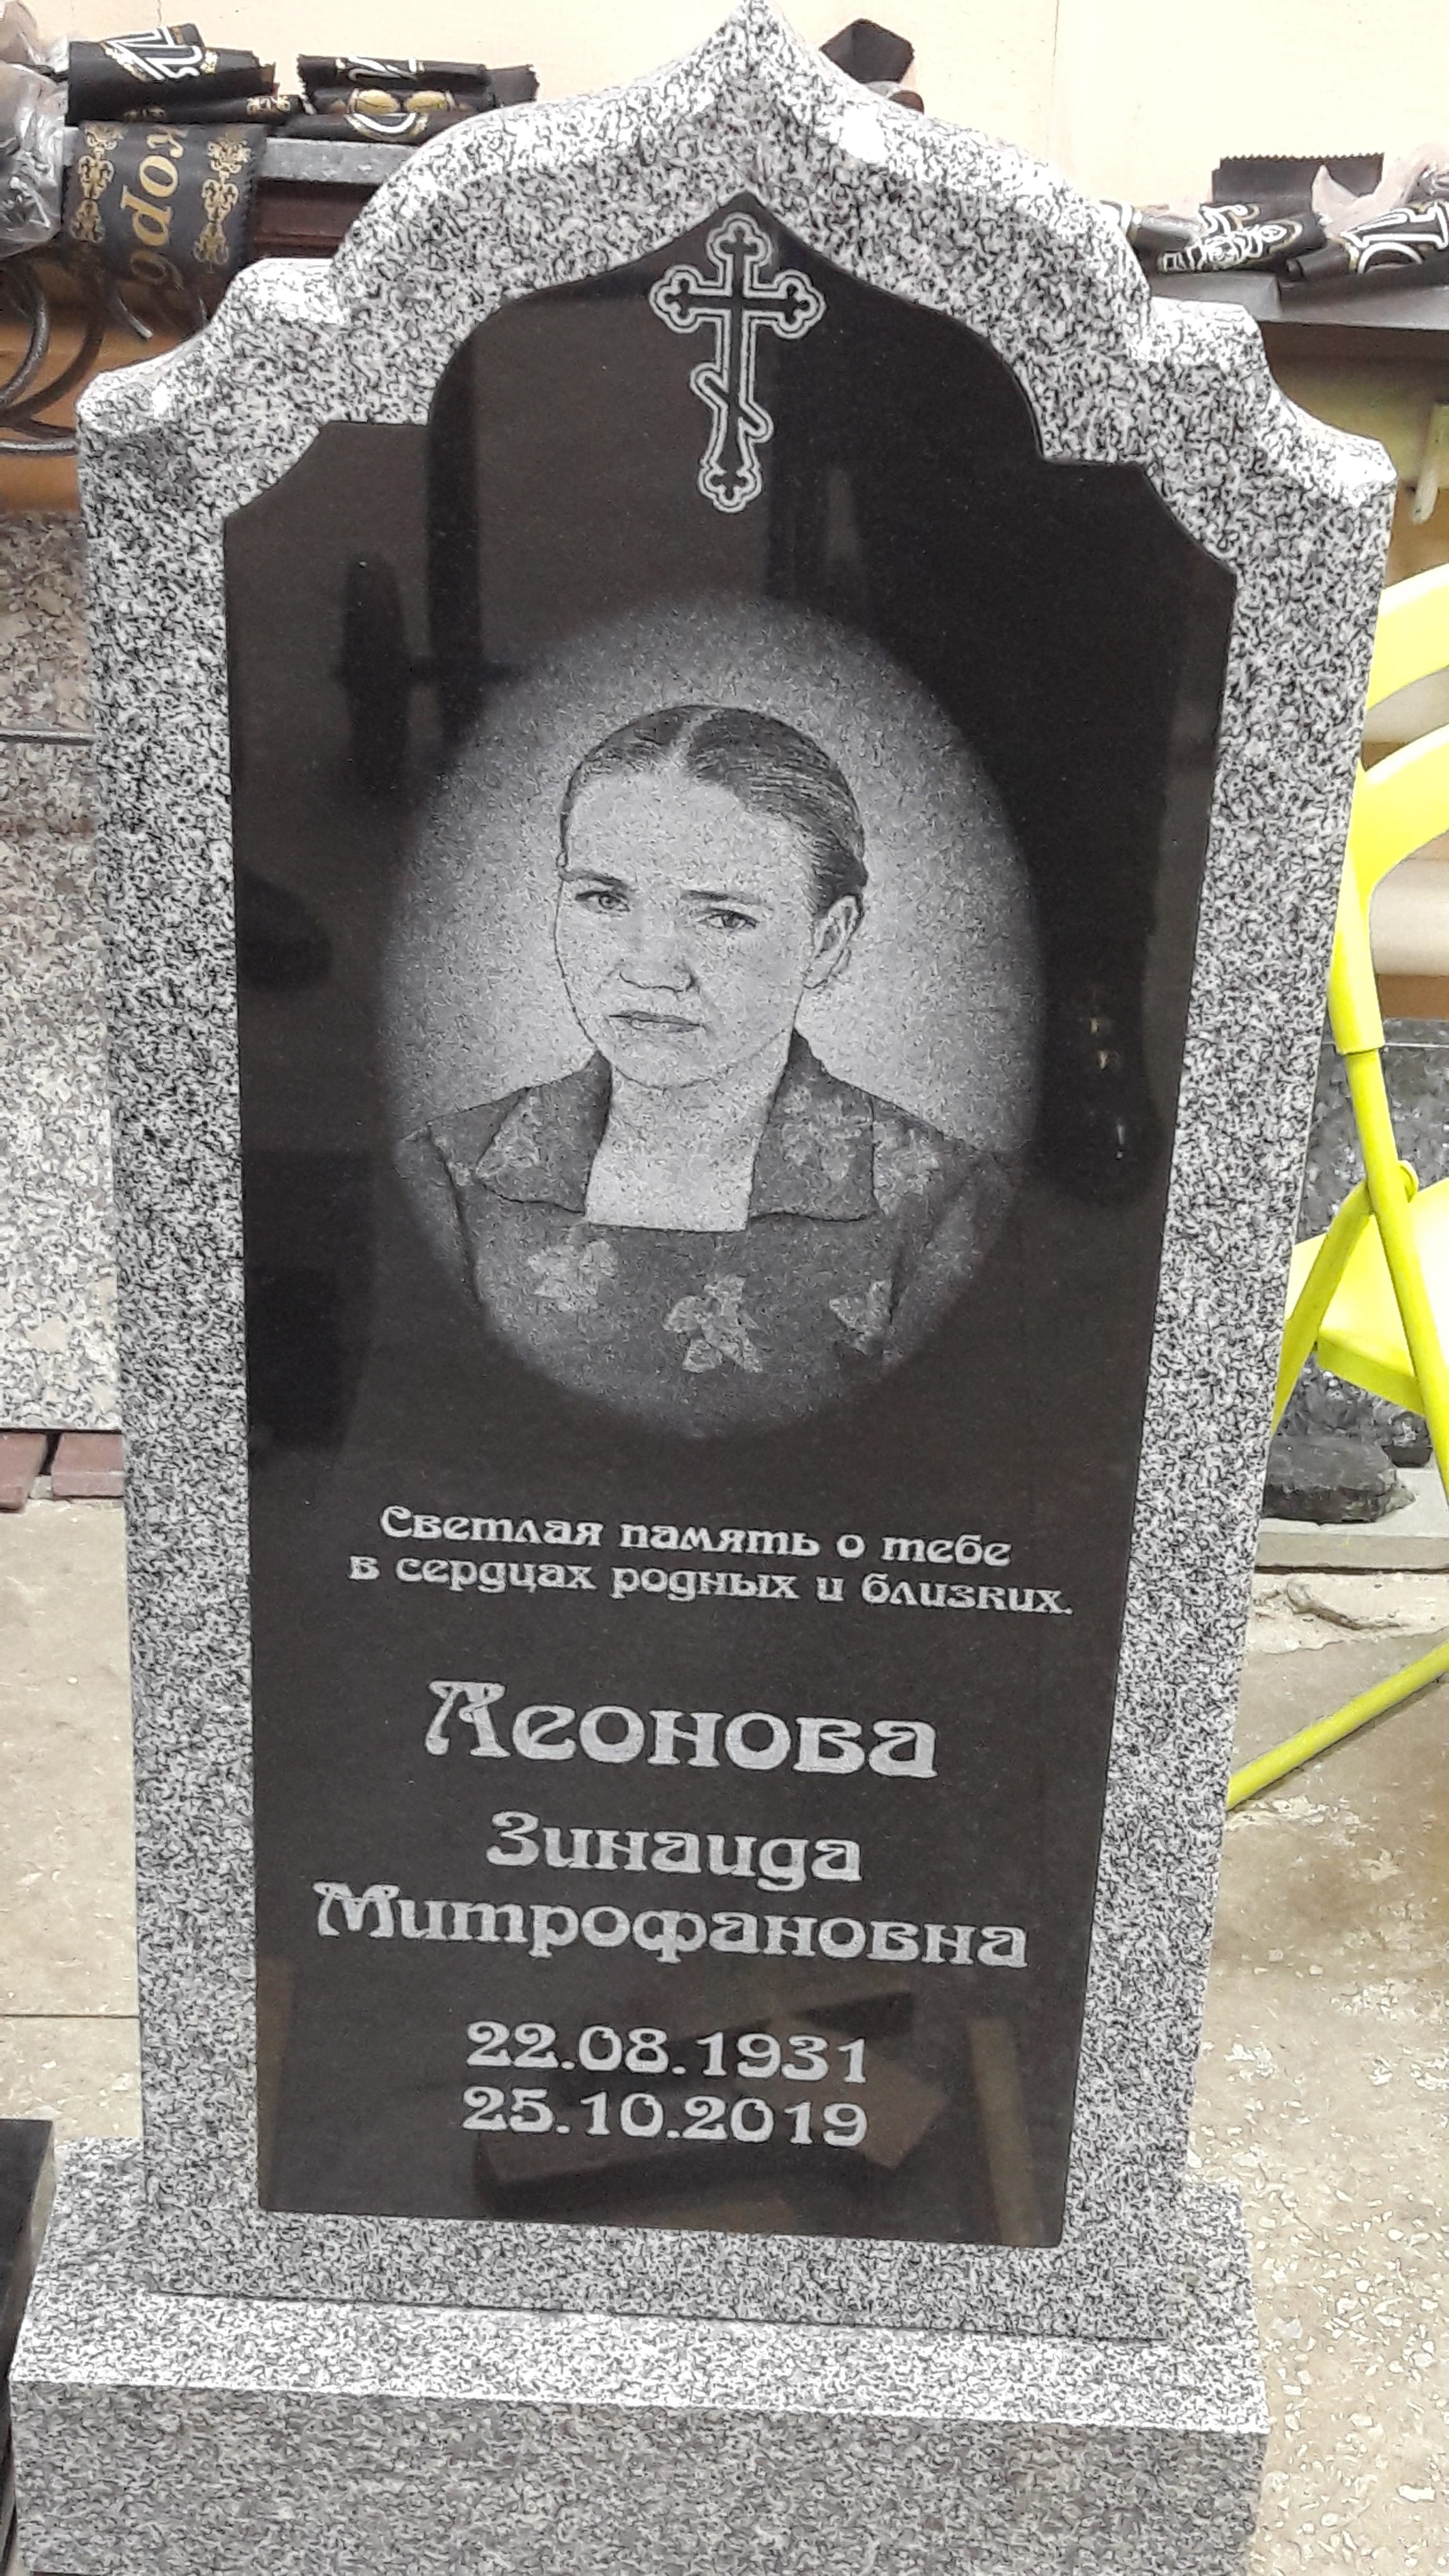 Светлая память о тебе
в сердцах родных и близких.
Леонова
Зинаида
Митрофановна
22.08.1931
25.10.2019